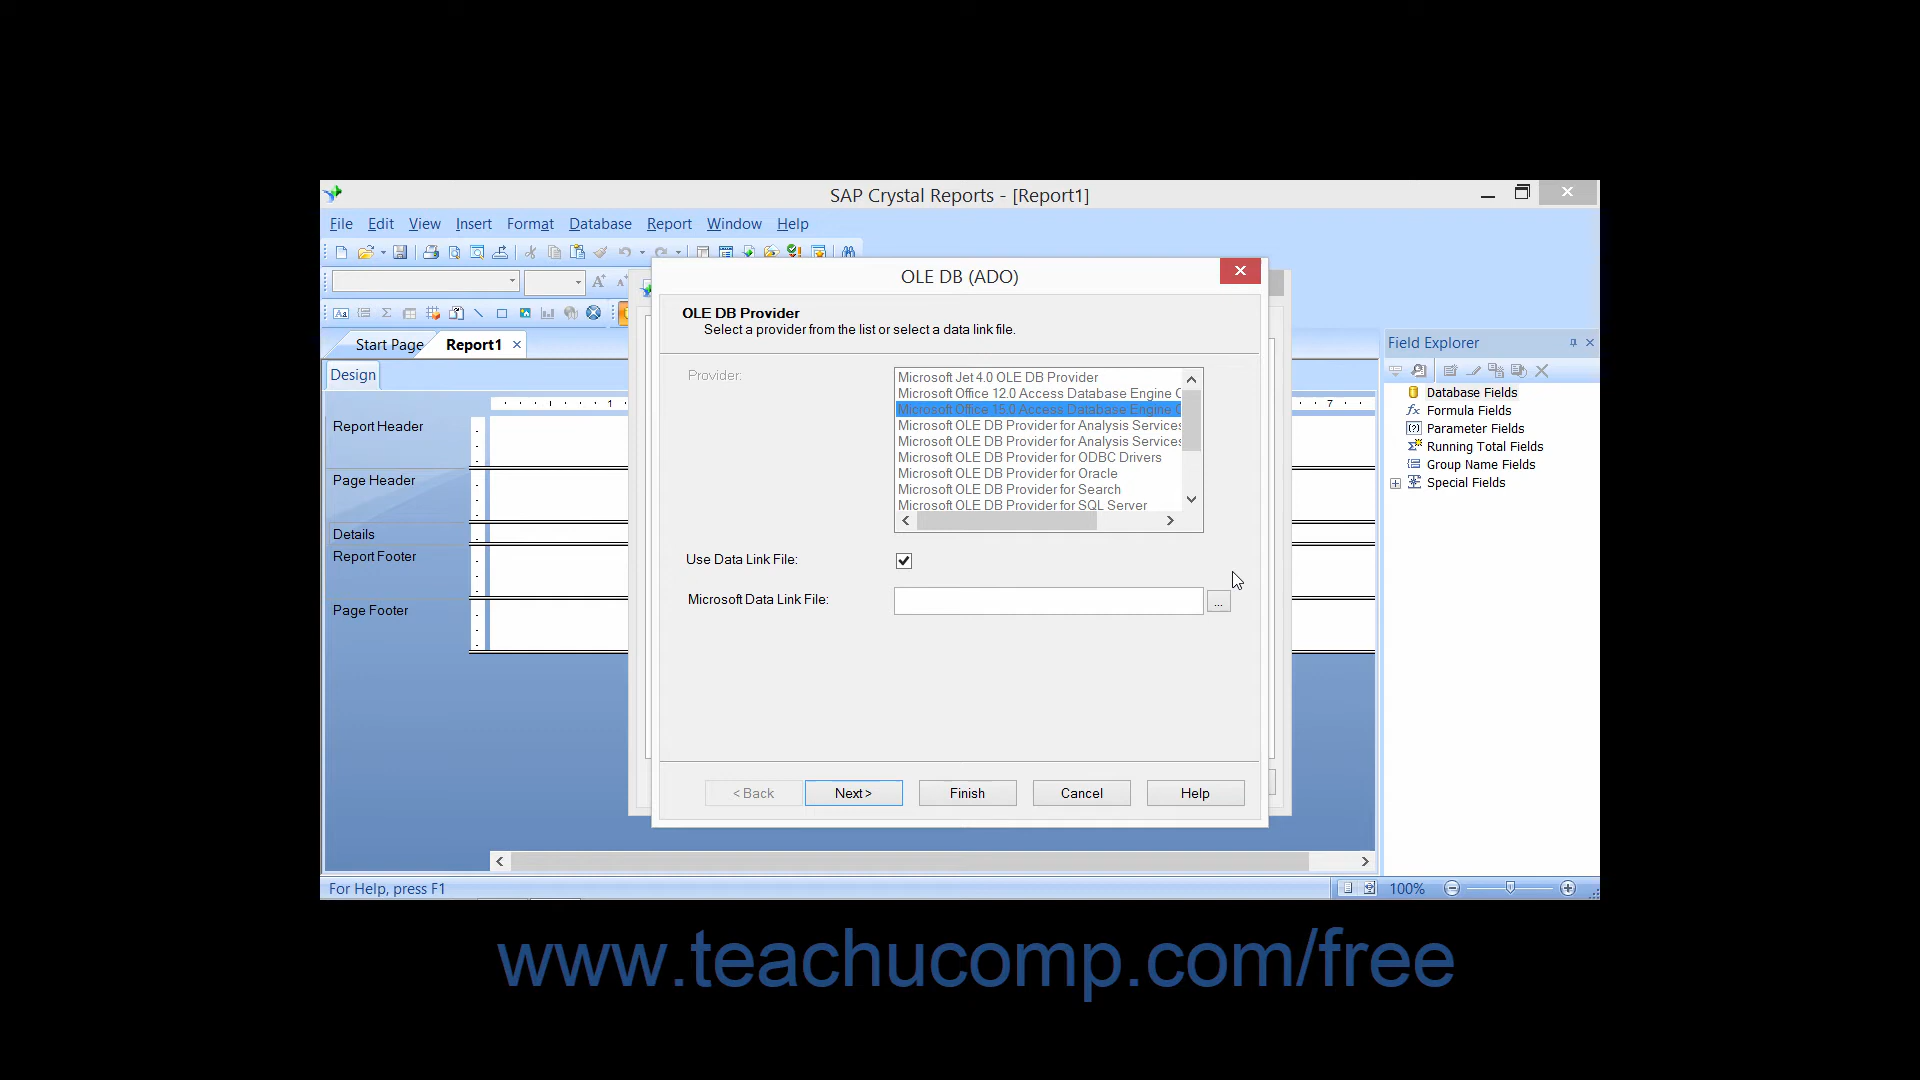 SAP Crystal Reports - [Report1]
File Edit View Insert Format Database Report Window Help
OLE DB (ADO)
OLE DB Provider
Select a provider from the list or select a data link file.
Start Page
Report1
Design
Report Header
Page Header
Details
Report Footer
Page Footer
1
7
Provider:
Microsoft Jet 4.0 OLE DB Provider
Microsoft Office 12.0 Access Database Engine O
Microsoft Office 15.0 Access Database Engine O
Microsoft OLE DB Provider for Analysis Services
Microsoft OLE DB Provider for Analysis Services
Microsoft OLE DB Provider for ODBC Drivers
Microsoft OLE DB Provider for Oracle
Microsoft OLE DB Provider for Search
Microsoft OLE DB Provider for SQL Server
Use Data Link File:
Microsoft Data Link File:
...
< Back
Next >
Finish
Cancel
Help
Field Explorer
Database Fields
Formula Fields
Parameter Fields
Running Total Fields
Group Name Fields
Special Fields
For Help, press F1
100%
www.teachucomp.com/free